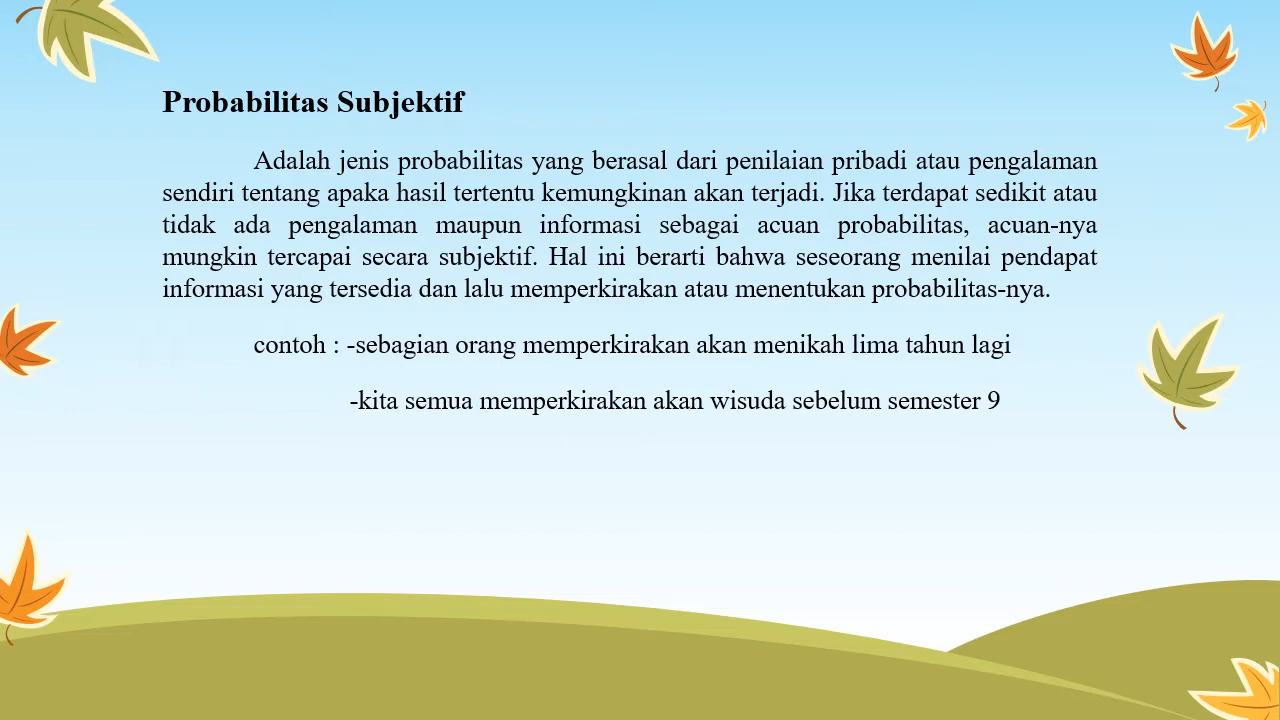 Probabilitas Subjektif
Adalah jenis probabilitas yang berasal dari penilaian pribadi atau pengalaman
sendiri tentang apaka hasil tertentu kemungkinan akan terjadi. Jika terdapat sedikit atau
tidak ada pengalaman maupun informasi sebagai acuan probabilitas, acuan-nya
mungkin tercapai secara subjektif. Hal ini berarti bahwa seseorang menilai pendapat
informasi yang tersedia dan lalu memperkirakan atau menentukan probabilitas-nya.
contoh : -sebagian orang memperkirakan akan menikah lima tahun lagi
-kita semua memperkirakan akan wisuda sebelum semester 9